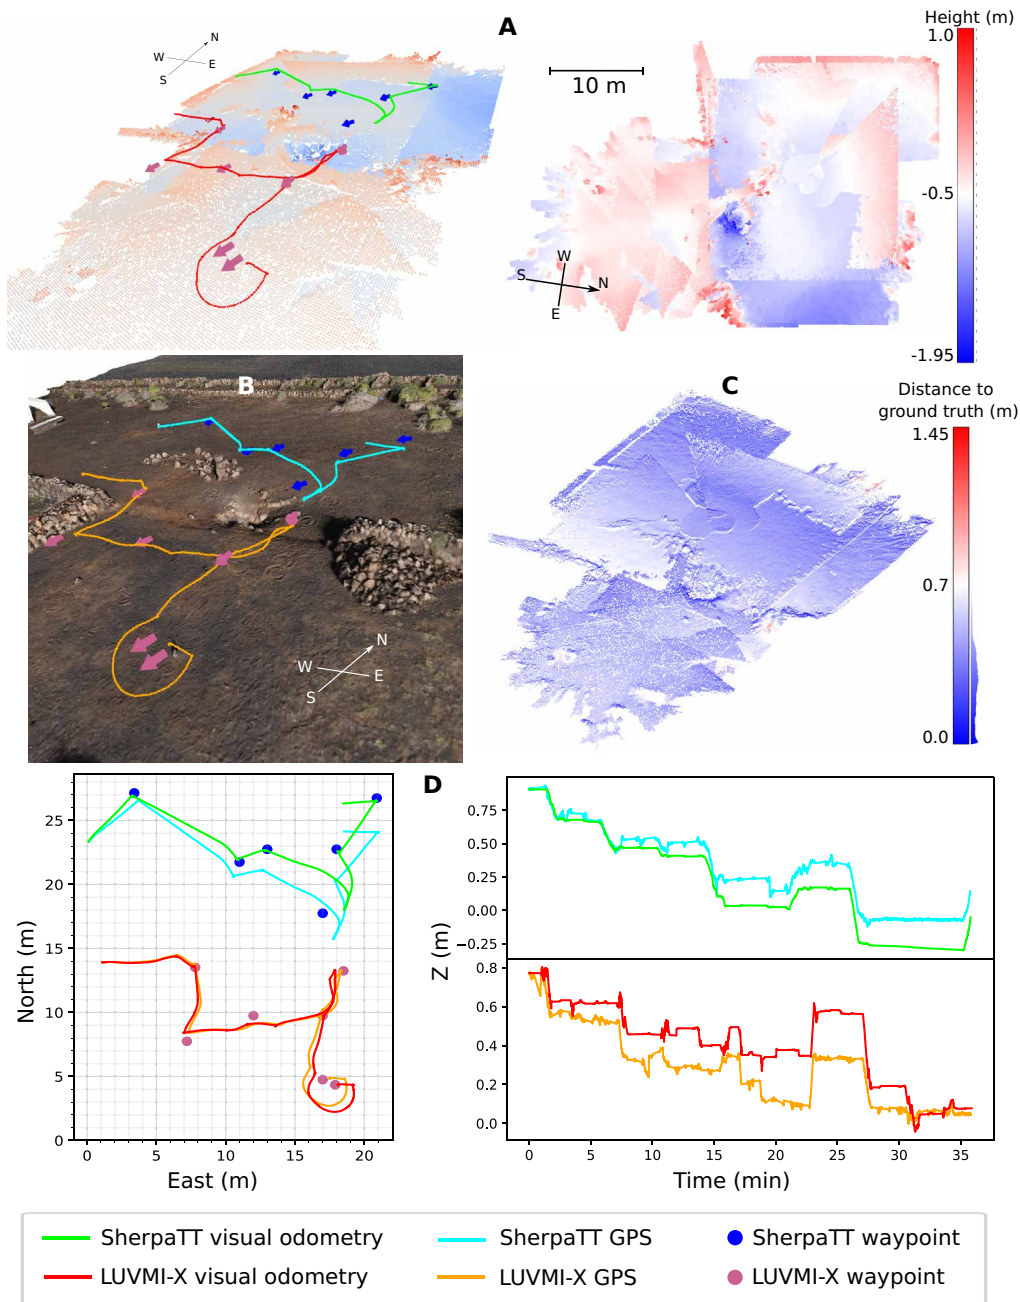 A
N
W
E
S
10 m
W
S
N
E
Height (m)
1.0
-0.5
-1.95
B
N
W
E
S
C
Distance to
ground truth (m)
1.45
0.7
0.0
D
North (m)
25
20
15
10
5
0
0
5
10
15
20
East (m)
Z (m)
0.75
0.50
0.25
0.00
−0.25
0.8
0.6
0.4
0.2
0.0
0
5
10
15
20
25
30
35
Time (min)
SherpaTT visual odometry
SherpaTT GPS
SherpaTT waypoint
LUVMI-X visual odometry
LUVMI-X GPS
LUVMI-X waypoint